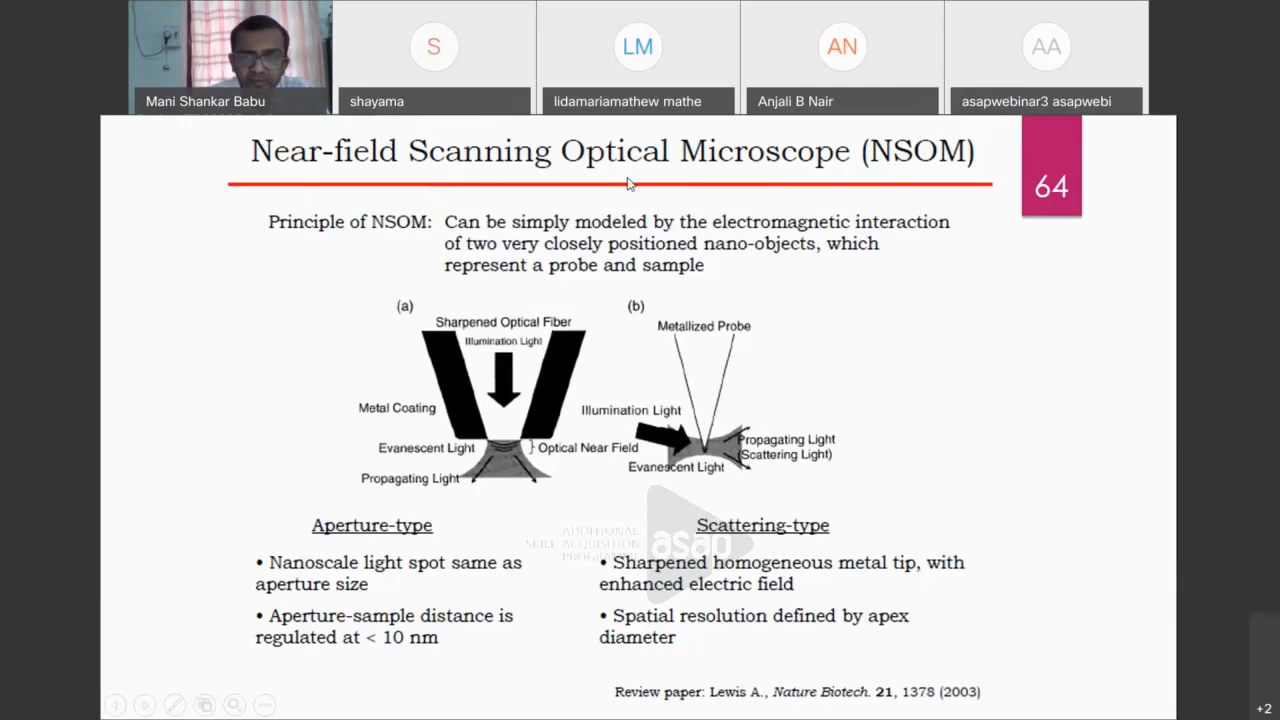 S
LM
AN
AA
Mani Shankar Babu
shayama
lidamariamathew mathe
Anjali B Nair
asapwebinar3 asapwebi
Near-field Scanning Optical Microscope (NSOM)
64
Principle of NSOM: Can be simply modeled by the electromagnetic interaction
of two very closely positioned nano-objects, which
represent a probe and sample
(a)
Sharpened Optical Fiber
Illumination Light
Metal Coating
Evanescent Light
Optical Near Field
Propagating Light
(b)
Metallized Probe
Illumination Light
Propagating Light
(Scattering Light)
Evanescent Light
ADDITIONAL
SKILL ACQUISITION
PROGRAMME
asap
Aperture-type
• Nanoscale light spot same as
aperture size
• Aperture-sample distance is
regulated at < 10 nm
Scattering-type
• Sharpened homogeneous metal tip, with
enhanced electric field
• Spatial resolution defined by apex
diameter
Review paper: Lewis A., Nature Biotech. 21, 1378 (2003)
+2